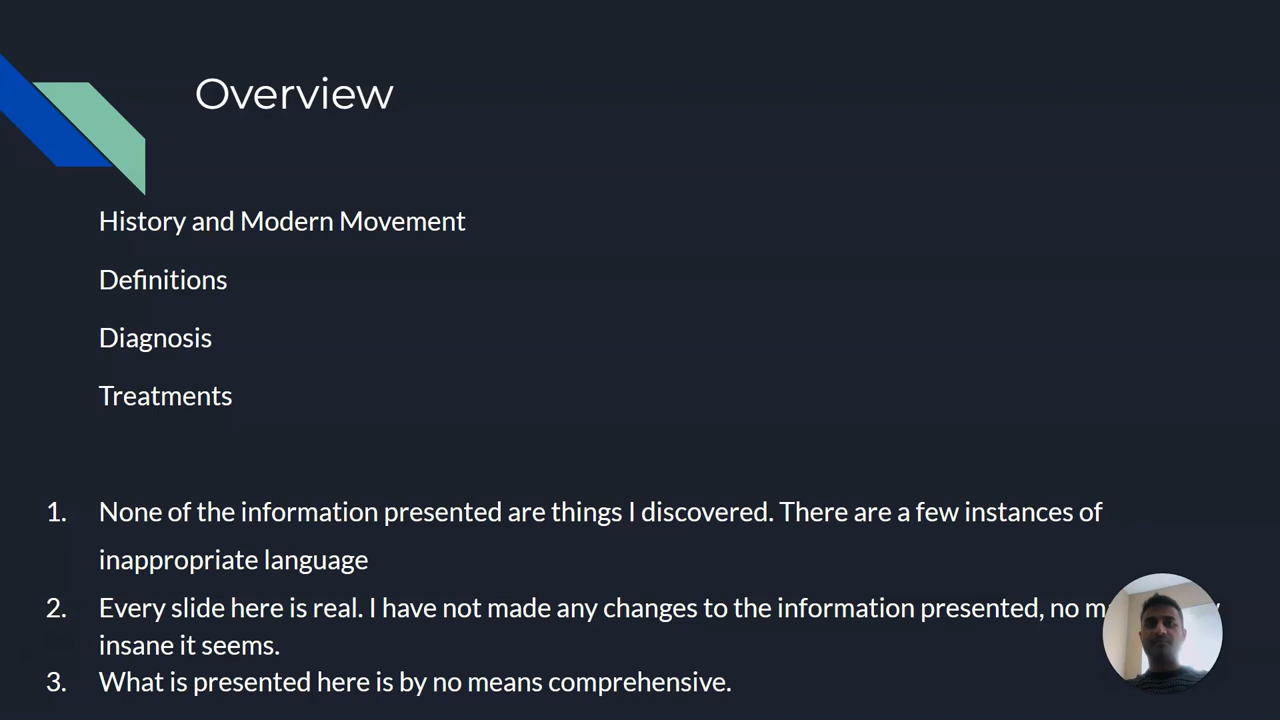 Overview
History and Modern Movement
Definitions
Diagnosis
Treatments
1. None of the information presented are things I discovered. There are a few instances of
inappropriate language
2. Every slide here is real. I have not made any changes to the information presented, no
insane it seems.
3. What is presented here is by no means comprehensive.